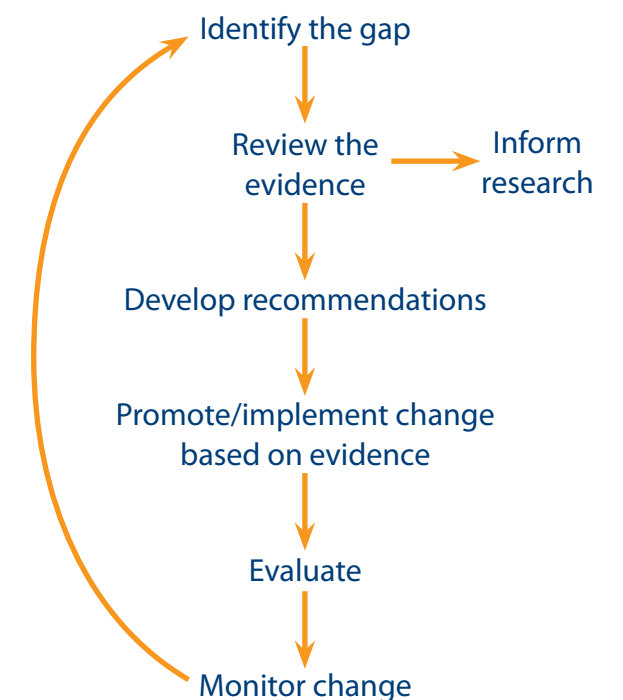 Identify the gap
Review the
evidence
Inform
research
Develop recommendations
Promote/implement change
based on evidence
Evaluate
Monitor change